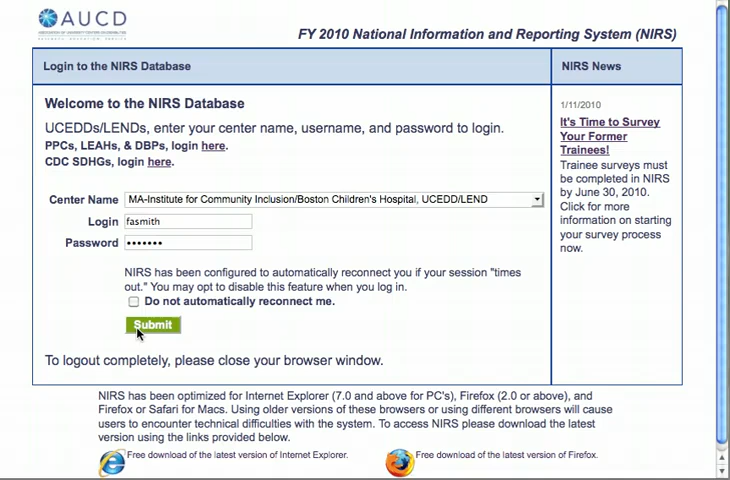 AUCD
FY 2010 National Information and Reporting System (NIRS)
Login to the NIRS Database
NIRS News
Welcome to the NIRS Database
UCEDDs/LENDs, enter your center name, username, and password to login.
PPCs, LEAHs, & DBPs, login here.
CDC SDHGs, login here.
Center Name MA-Institute for Community Inclusion/Boston Children's Hospital, UCEDD/LEND
Login fasmith
Password •••••••
NIRS has been configured to automatically reconnect you if your session "times
out." You may opt to disable this feature when you log in.
Do not automatically reconnect me.
Submit
To logout completely, please close your browser window.
1/11/2010
It's Time to Survey
Your Former
Trainees!
Trainee surveys must
be completed in NIRS
by June 30, 2010.
Click for more
information on starting
your survey process
now.
NIRS has been optimized for Internet Explorer (7.0 and above for PC's), Firefox (2.0 or above), and
Firefox or Safari for Macs. Using older versions of these browsers or using different browsers will cause
users to encounter technical difficulties with the system. To access NIRS please download the latest
version using the links provided below.
Free download of the latest version of Internet Explorer.
Free download of the latest version of Firefox.